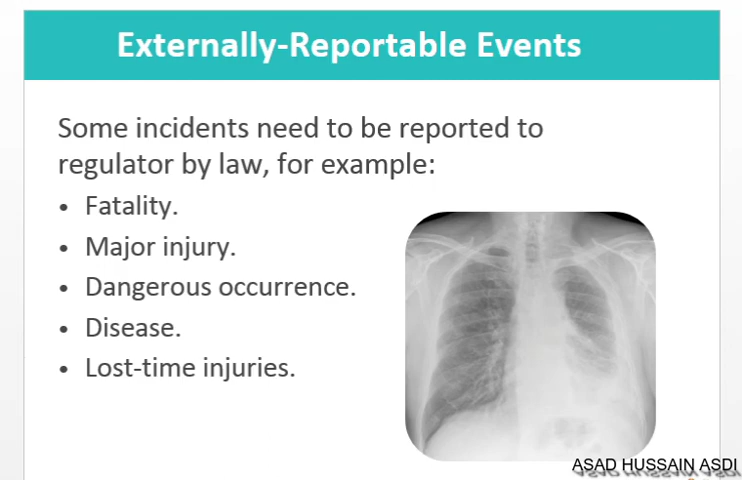 Externally-Reportable Events
Some incidents need to be reported to
regulator by law, for example:
• Fatality.
• Major injury.
• Dangerous occurrence.
• Disease.
• Lost-time injuries.
ASAD HUSSAIN ASDI